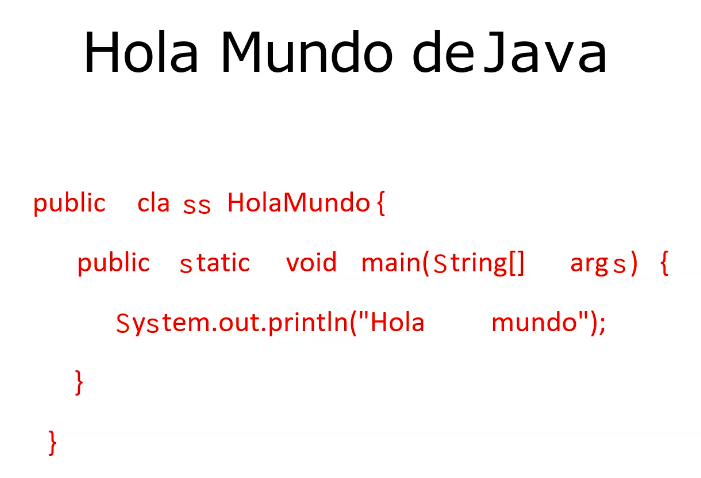 Hola Mundo de Java
public class HolaMundo {
public static void main(String[] args) {
System.out.println("Hola mundo");
}
}